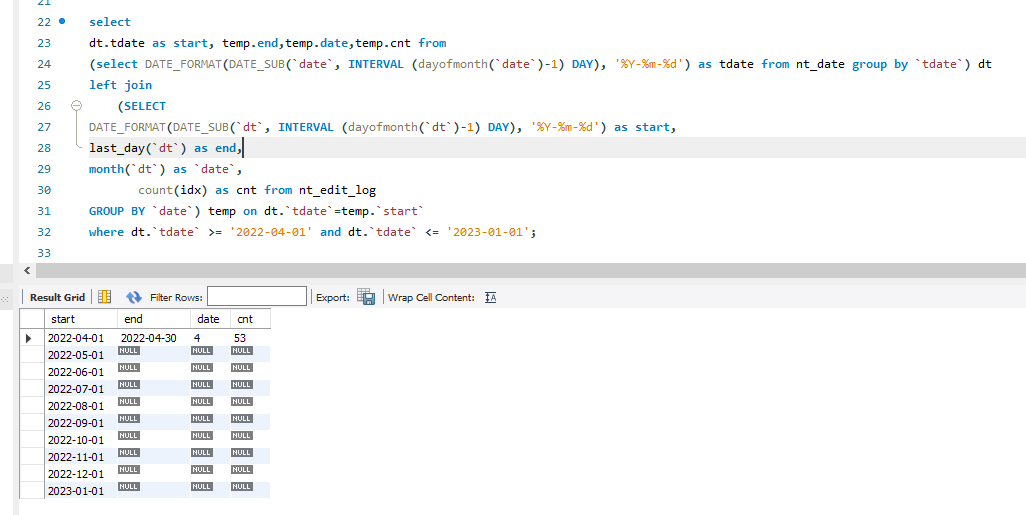 21
22 select
23 dt.tdate as start, temp.end,temp.date,temp.cnt from
24 (select DATE_FORMAT(DATE_SUB(`date`, INTERVAL (dayofmonth(`date`)-1) DAY), '%Y-%m-%d') as tdate from nt_date group by `tdate`) dt
25 left join
26 (SELECT
27 DATE_FORMAT(DATE_SUB(`dt`, INTERVAL (dayofmonth(`dt`)-1) DAY), '%Y-%m-%d') as start,
28 last_day(`dt`) as end,
29 month(`dt`) as `date`,
30 count(idx) as cnt from nt_edit_log
31 GROUP BY `date`) temp on dt.`tdate`=temp.`start`
32 where dt.`tdate` >= '2022-04-01' and dt.`tdate` <= '2023-01-01';
33
Result Grid Filter Rows: Export: Wrap Cell Content: IA
start end date cnt
2022-04-01 2022-04-30 4 53
2022-05-01 NULL NULL NULL
2022-06-01 NULL NULL NULL
2022-07-01 NULL NULL NULL
2022-08-01 NULL NULL NULL
2022-09-01 NULL NULL NULL
2022-10-01 NULL NULL NULL
2022-11-01 NULL NULL NULL
2022-12-01 NULL NULL NULL
2023-01-01 NULL NULL NULL